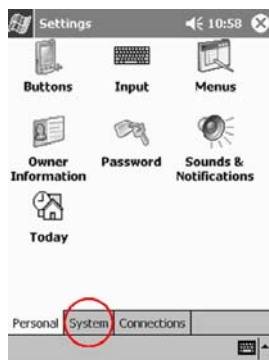 Settings 10:58
Buttons Input Menus
Owner Information Password Sounds & Notifications
Today
Personal System Connections